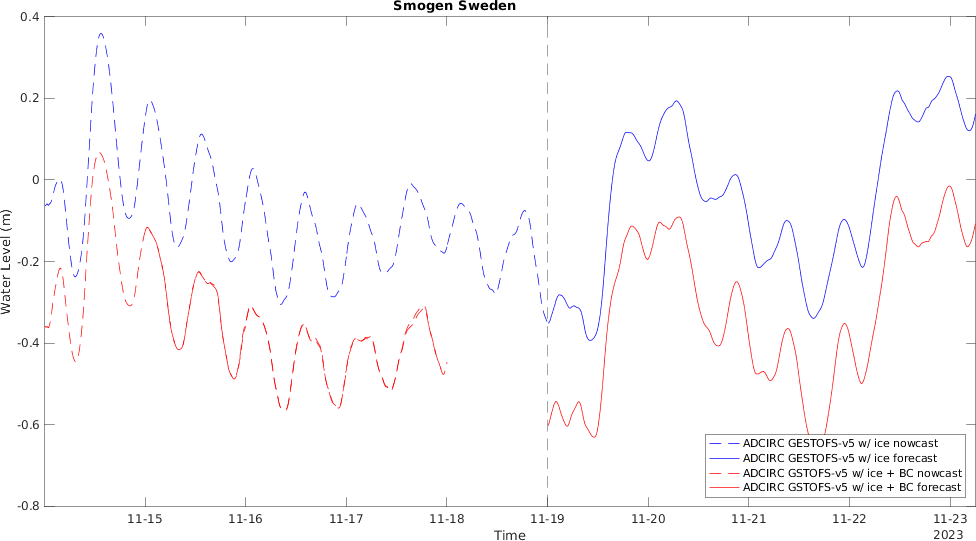 Smogen Sweden
Water Level (m)
0.4
0.2
0
-0.2
-0.4
-0.6
-0.8
ADCIRC GESTOFS-v5 w/ ice nowcast
ADCIRC GESTOFS-v5 w/ ice forecast
ADCIRC GSTOFS-v5 w/ ice + BC nowcast
ADCIRC GSTOFS-v5 w/ ice + BC forecast
11-15 11-16 11-17 11-18 11-19 11-20 11-21 11-22 11-23
Time
2023